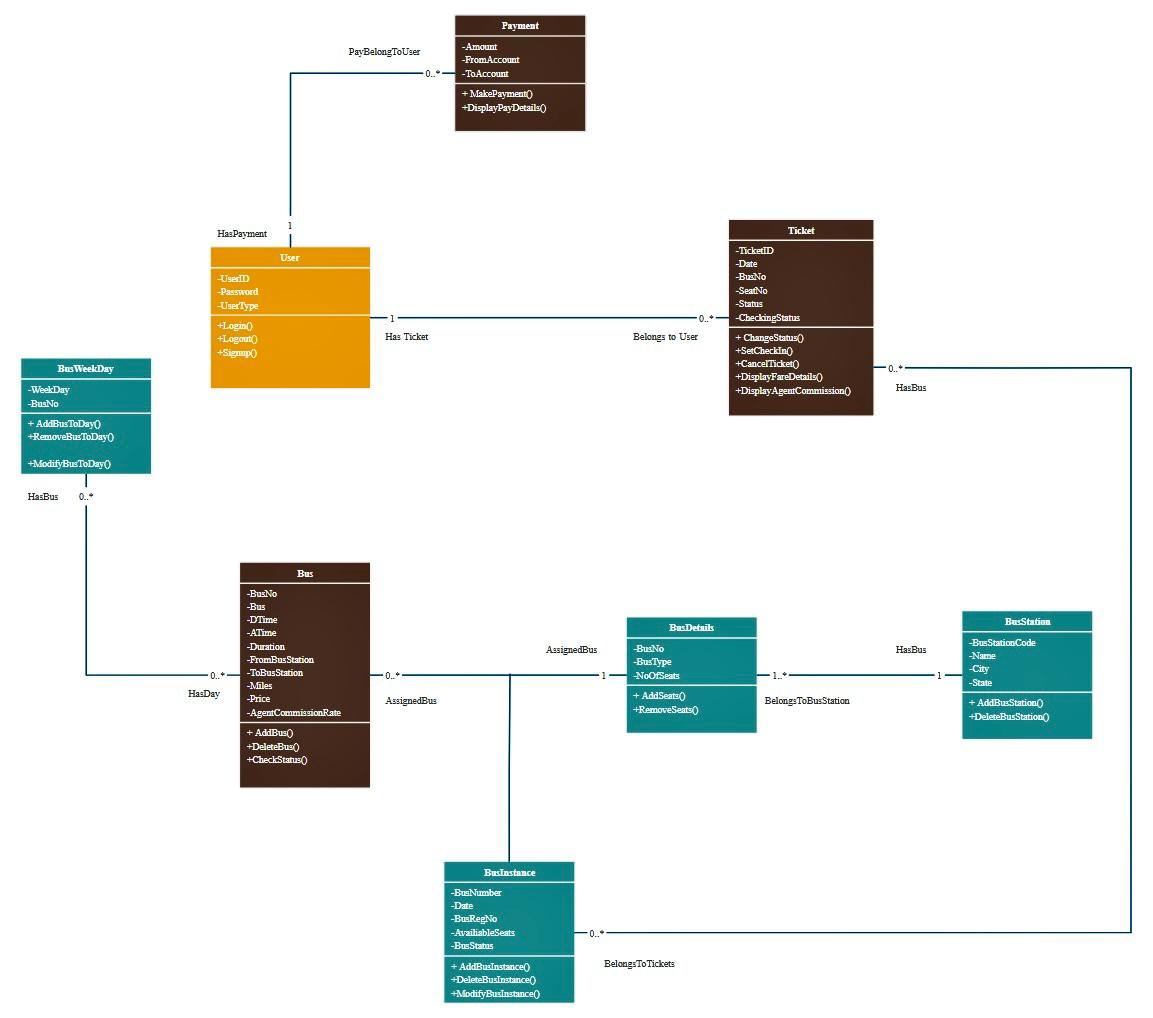 Payment
-Amount
-FromAccount
-ToAccount
+ MakePayment()
+DisplayPayDetails()
PayBelongToUser
0..*
1
HasPayment
User
-UserID
-Password
-UserType
+Login()
+Logout()
+Signup()
1
Has Ticket
0..*
Belongs to User
Ticket
-TicketID
-Date
-BusNo
-SeatNo
-Status
-CheckingStatus
+ ChangeStatus()
+SetCheckIn()
+CancelTicket()
+DisplayFareDetails()
+DisplayAgentCommission()
0..*
HasBus
BusWeekDay
-WeekDay
-BusNo
+ AddBusToDay()
+RemoveBusToDay()
+ModifyBusToDay()
HasBus
0..*
0..*
HasDay
Bus
-BusNo
-Bus
-DTime
-ATime
-Duration
-FromBusStation
-ToBusStation
-Miles
-Price
-AgentCommissionRate
+ AddBus()
+DeleteBus()
+CheckStatus()
0..*
AssignedBus
AssignedBus
1
BusDetails
-BusNo
-BusType
-NoOfSeats
+ AddSeats()
+RemoveSeats()
1..*
BelongsToBusStation
HasBus
1
BusStation
-BusStationCode
-Name
-City
-State
+ AddBusStation()
+DeleteBusStation()
BusInstance
-BusNumber
-Date
-BusRegNo
-AvailiableSeats
-BusStatus
+ AddBusInstance()
+DeleteBusInstance()
+ModifyBusInstance()
0..*
BelongsToTickets